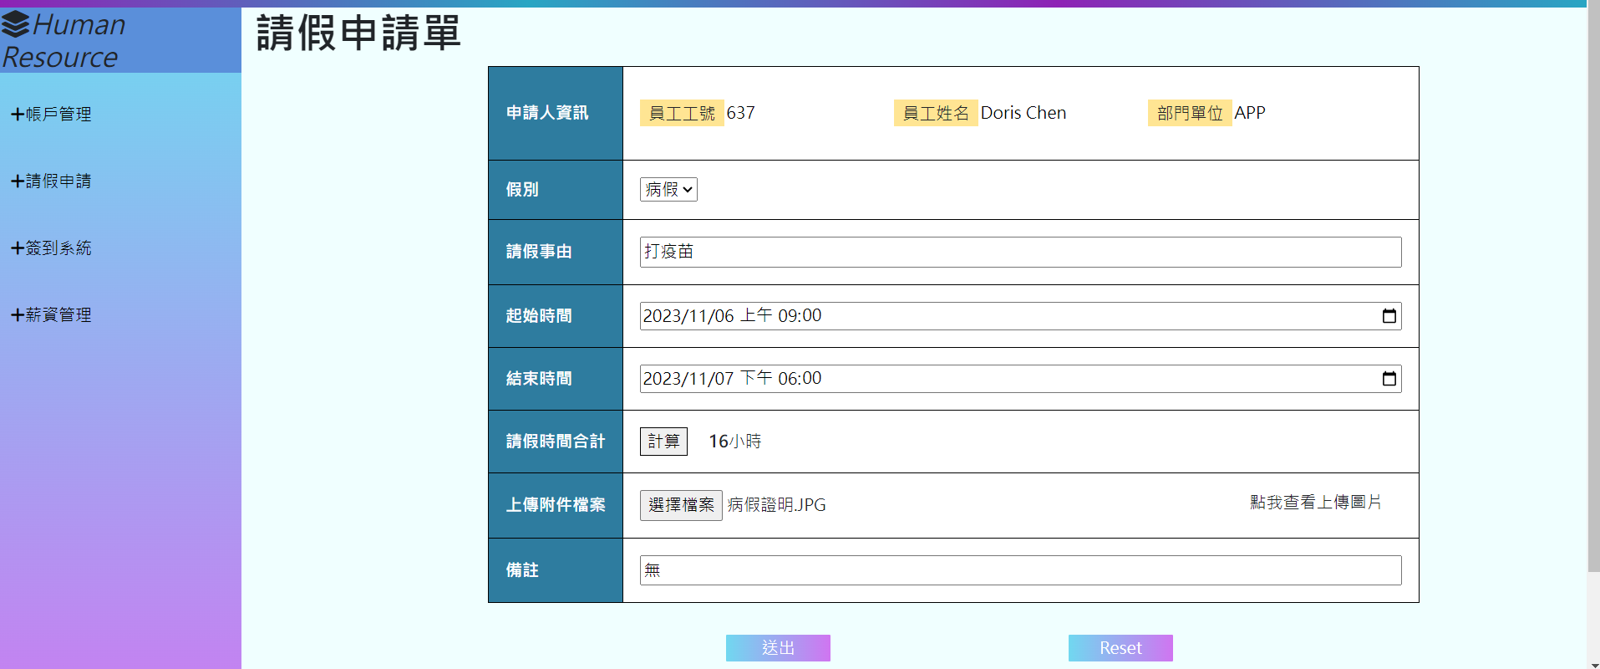 Human
Resource
帳戶管理
請假申請
簽到系統
薪資管理
請假申請單
申請人資訊 員工工號 637 員工姓名 Doris Chen 部門單位 APP
假別 病假
請假事由 打疫苗
起始時間 2023/11/06 上午 09:00
結束時間 2023/11/07 下午 06:00
請假時間合計 計算 16小時
上傳附件檔案 選擇檔案 病假證明.JPG 點我查看上傳圖片
備註 無
送出 Reset